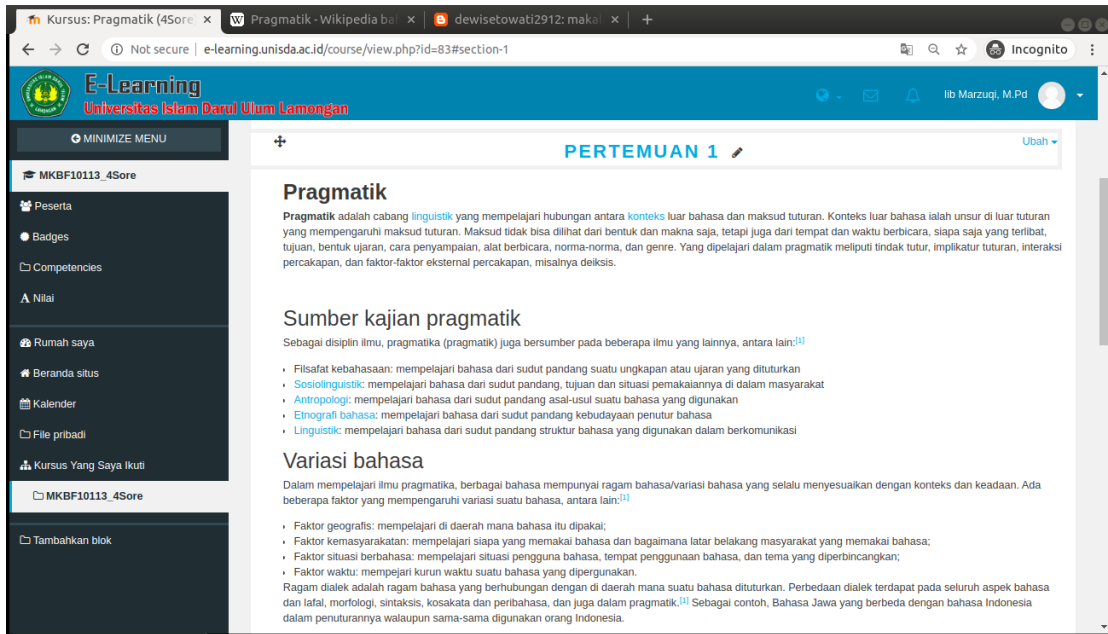 Kursus: Pragmatik (4Sore)
Pragmatik - Wikipedia bah
dewisetowati2912: makal
Not secure | e-learning.unisda.ac.id/course/view.php?id=83#section-1
Incognito
E-Learning
Universitas Islam Darul Ulum Lamongan
Iib Marzuqi, M.Pd
MINIMIZE MENU
MKBF10113_4Sore
Peserta
Badges
Competencies
Nilai
Rumah saya
Beranda situs
Kalender
File pribadi
Kursus Yang Saya Ikuti
MKBF10113_4Sore
Tambahkan blok
PERTEMUAN 1
Ubah
Pragmatik
Pragmatik adalah cabang linguistik yang mempelajari hubungan antara konteks luar bahasa dan maksud tuturan. Konteks luar bahasa ialah unsur di luar tuturan
yang mempengaruhi maksud tuturan. Maksud tidak bisa dilihat dari bentuk dan makna saja, tetapi juga dari tempat dan waktu berbicara, siapa saja yang terlibat,
tujuan, bentuk ujaran, cara penyampaian, alat berbicara, norma-norma, dan genre. Yang dipelajari dalam pragmatik meliputi tindak tutur, implikatur tuturan, interaksi
percakapan, dan faktor-faktor eksternal percakapan, misalnya deiksis.
Sumber kajian pragmatik
Sebagai disiplin ilmu, pragmatika (pragmatik) juga bersumber pada beberapa ilmu yang lainnya, antara lain:[1]
Filsafat kebahasaan: mempelajari bahasa dari sudut pandang suatu ungkapan atau ujaran yang dituturkan
Sosiolinguistik: mempelajari bahasa dari sudut pandang, tujuan dan situasi pemakaiannya di dalam masyarakat
Antropologi: mempelajari bahasa dari sudut pandang asal-usul suatu bahasa yang digunakan
Etnografi bahasa: mempelajari bahasa dari sudut pandang kebudayaan penutur bahasa
Linguistik: mempelajari bahasa dari sudut pandang struktur bahasa yang digunakan dalam berkomunikasi
Variasi bahasa
Dalam mempelajari ilmu pragmatika, berbagai bahasa mempunyai ragam bahasa/variasi bahasa yang selalu menyesuaikan dengan konteks dan keadaan. Ada
beberapa faktor yang mempengaruhi variasi suatu bahasa, antara lain:[1]
Faktor geografis: mempelajari di daerah mana bahasa itu dipakai;
Faktor kemasyarakatan: mempelajari siapa yang memakai bahasa dan bagaimana latar belakang masyarakat yang memakai bahasa;
Faktor situasi berbahasa: mempelajari situasi pengguna bahasa, tempat penggunaan bahasa, dan tema yang diperbincangkan;
Faktor waktu: mempejari kurun waktu suatu bahasa yang dipergunakan.
Ragam dialek adalah ragam bahasa yang berhubungan dengan di daerah mana suatu bahasa dituturkan. Perbedaan dialek terdapat pada seluruh aspek bahasa
dan lafal, morfologi, sintaksis, kosakata dan peribahasa, dan juga dalam pragmatik.[1] Sebagai contoh, Bahasa Jawa yang berbeda dengan bahasa Indonesia
dalam penuturannya walaupun sama-sama digunakan orang Indonesia.